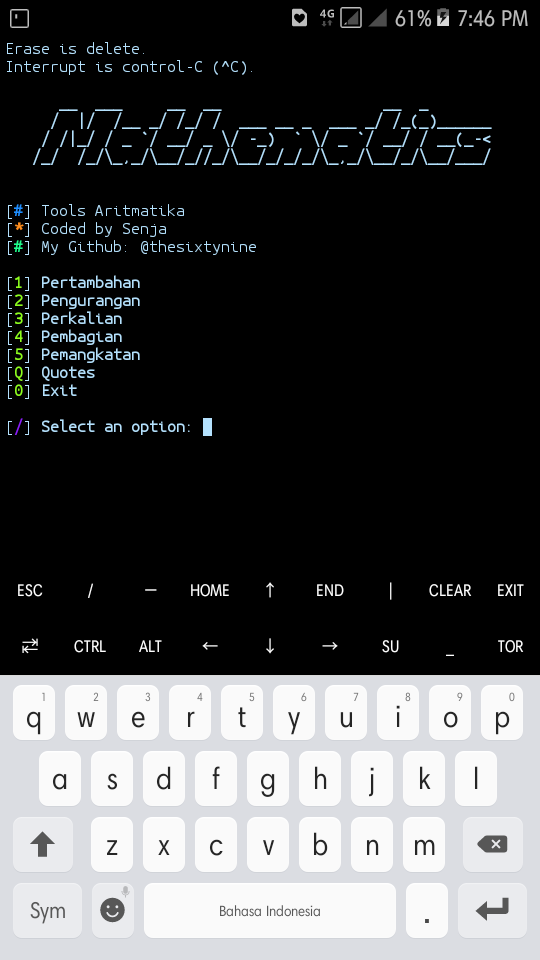 4G 61% 7:46 PM
Erase is delete.
Interrupt is control-C (^C).
Mathematics
[#] Tools Aritmatika
[*] Coded by Senja
[#] My Github: @thesixtynine
[1] Pertambahan
[2] Pengurangan
[3] Perkalian
[4] Pembagian
[5] Pemangkatan
[Q] Quotes
[0] Exit
[/] Select an option:
ESC / — HOME ↑ END | CLEAR EXIT
⇄ CTRL ALT ← ↓ → SU _ TOR
1 2 3 4 5 6 7 8 9 0
q w e r t y u i o p
a s d f g h j k l
z x c v b n m
Sym Bahasa Indonesia .